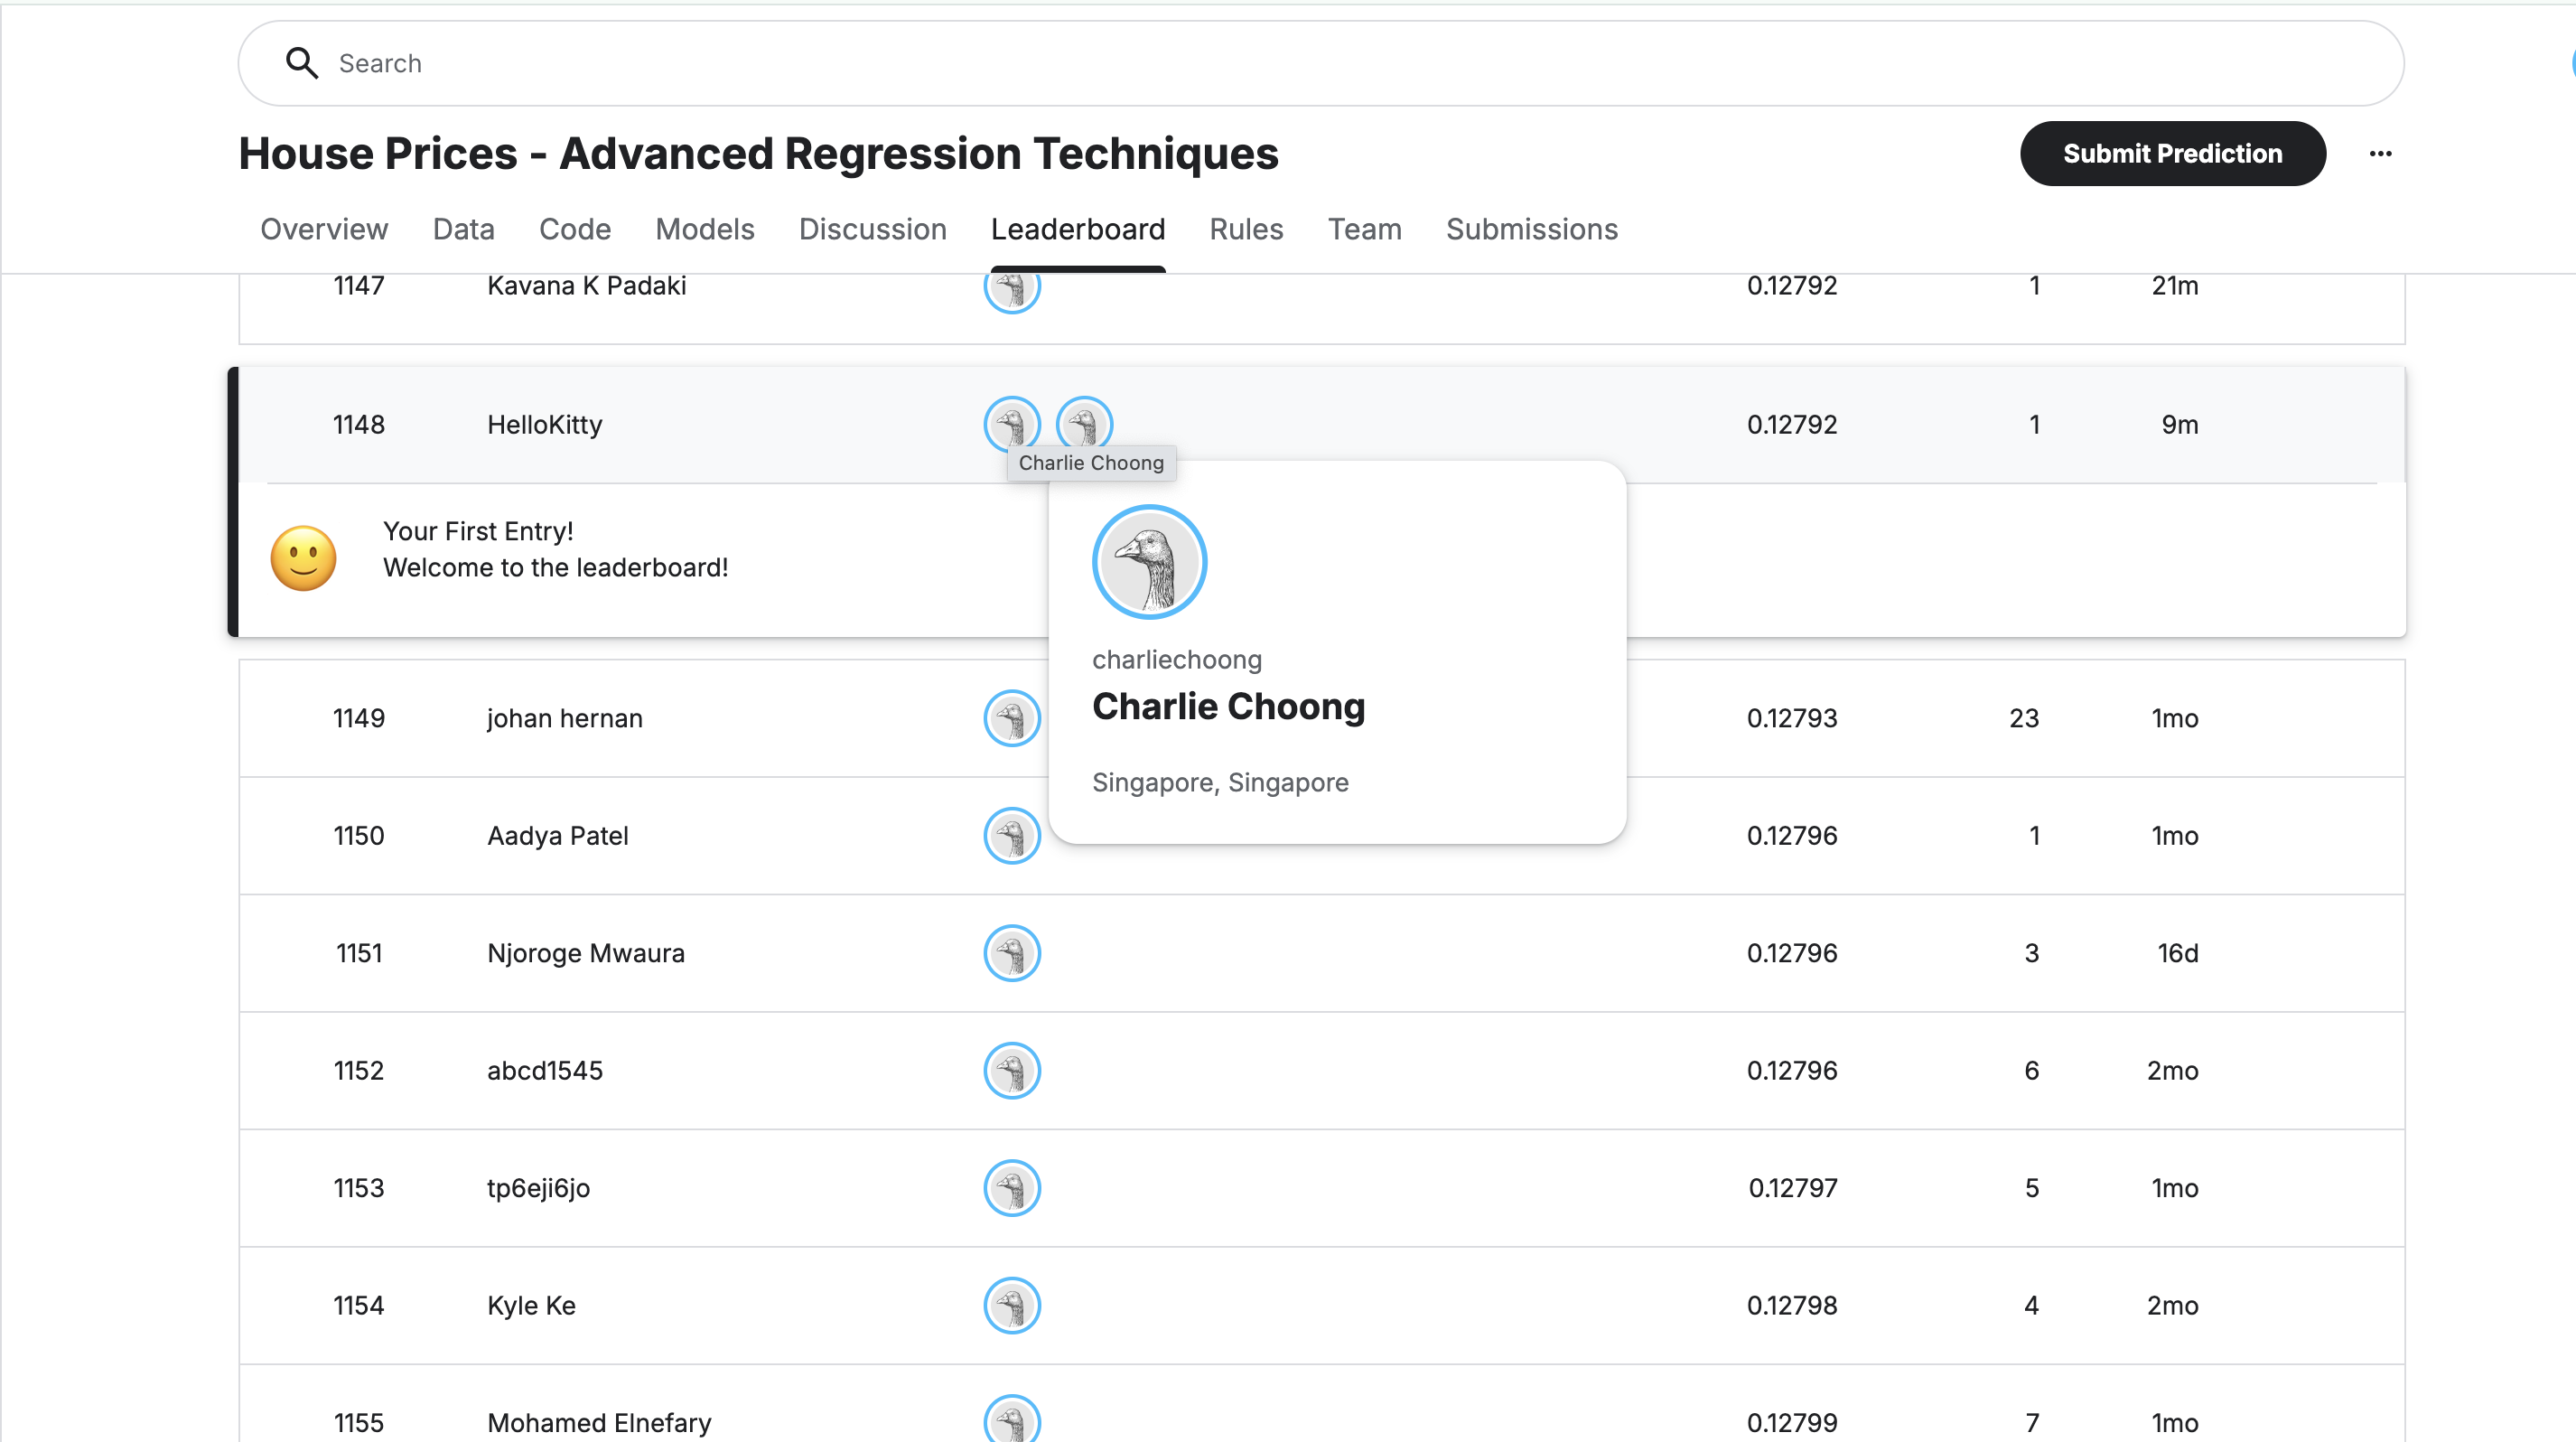 Search
House Prices - Advanced Regression Techniques
Submit Prediction
Overview Data Code Models Discussion Leaderboard Rules Team Submissions
1147 Kavana K Padaki 0.12792 1 21m
1148 HelloKitty 0.12792 1 9m
Charlie Choong
Your First Entry!
Welcome to the leaderboard!
charliechoong
Charlie Choong
Singapore, Singapore
1149 johan hernan 0.12793 23 1mo
1150 Aadya Patel 0.12796 1 1mo
1151 Njoroge Mwaura 0.12796 3 16d
1152 abcd1545 0.12796 6 2mo
1153 tp6eji6jo 0.12797 5 1mo
1154 Kyle Ke 0.12798 4 2mo
1155 Mohamed Elnefary 0.12799 7 1mo